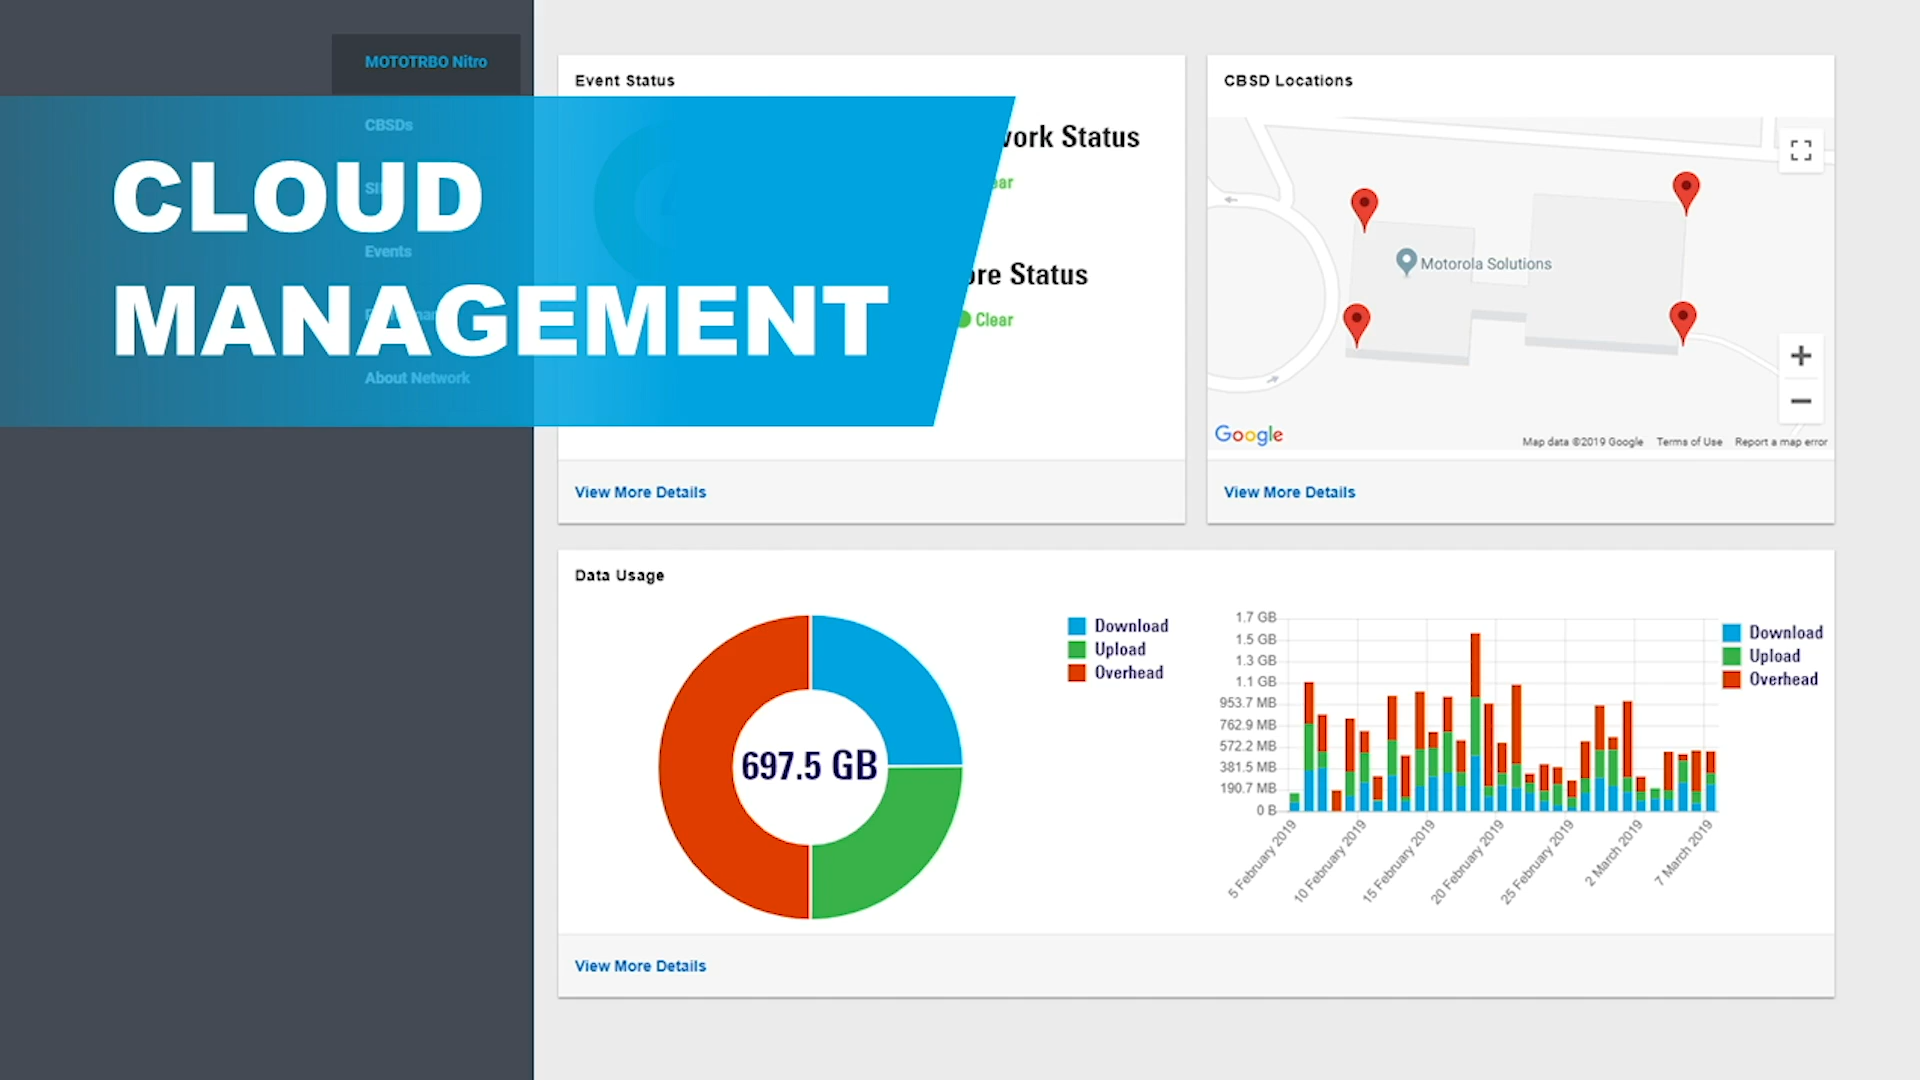 MOTOTRBO Nitro
CBSDs
Events
About Network
CLOUD
MANAGEMENT
Event Status
Status
Clear
Status
Clear
View More Details
CBSD Locations
Motorola Solutions
Google
Map data ©2019 Google Terms of Use Report a map error
View More Details
Data Usage
697.5 GB
Download
Upload
Overhead
1.7 GB
1.5 GB
1.3 GB
1.1 GB
953.7 MB
762.9 MB
572.2 MB
381.5 MB
190.7 MB
0 B
5 February 2019
10 February 2019
15 February 2019
20 February 2019
25 February 2019
2 March 2019
7 March 2019
Download
Upload
Overhead
View More Details